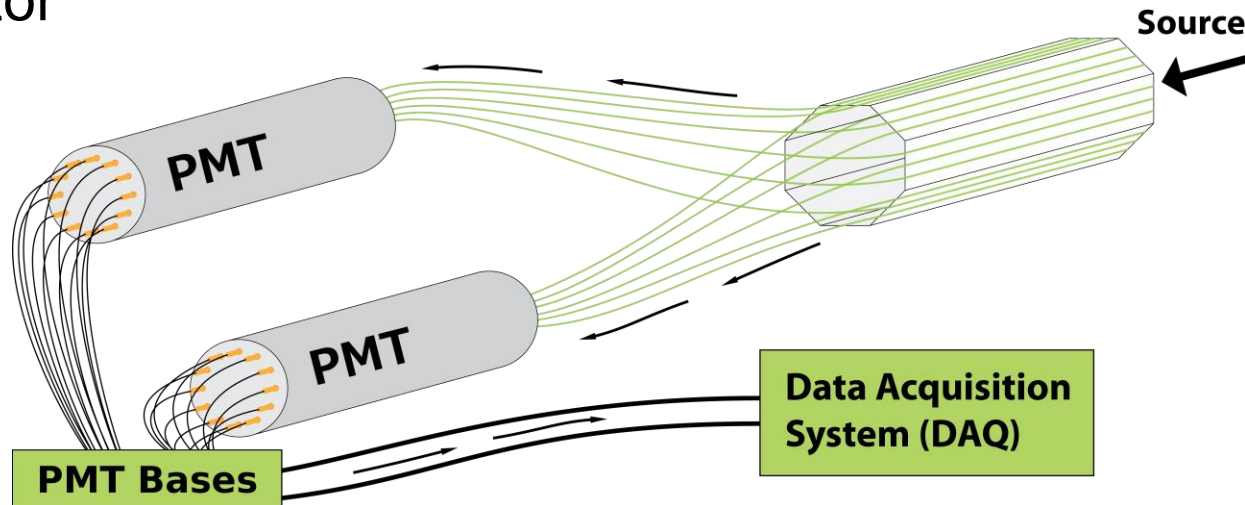 Source
PMT
PMT
Data Acquisition
System (DAQ)
PMT Bases